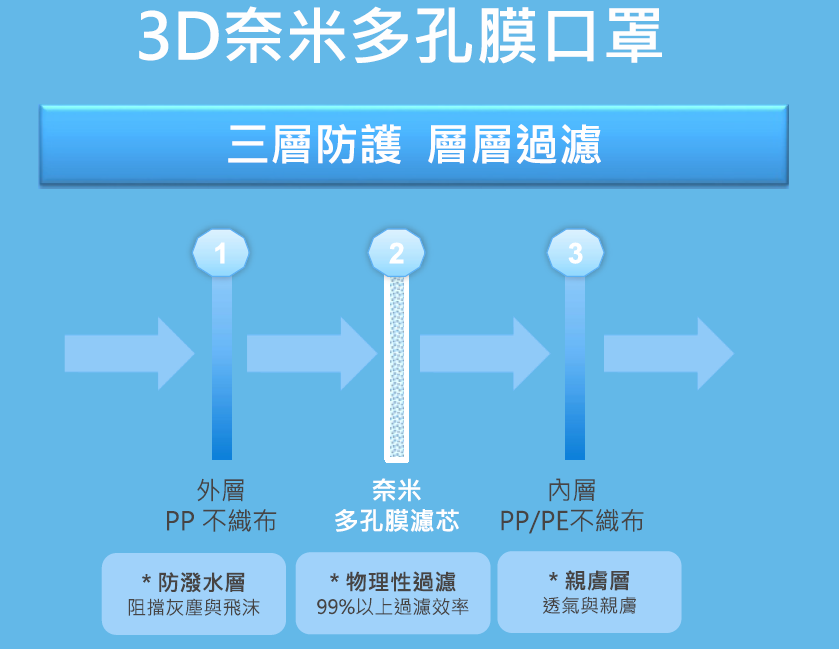 3D奈米多孔膜口罩
三層防護 層層過濾
1
2
3
外層
PP 不織布
奈米
多孔膜濾芯
內層
PP/PE不織布
* 防潑水層
阻擋灰塵與飛沫
* 物理性過濾
99%以上過濾效率
* 親膚層
透氣與親膚